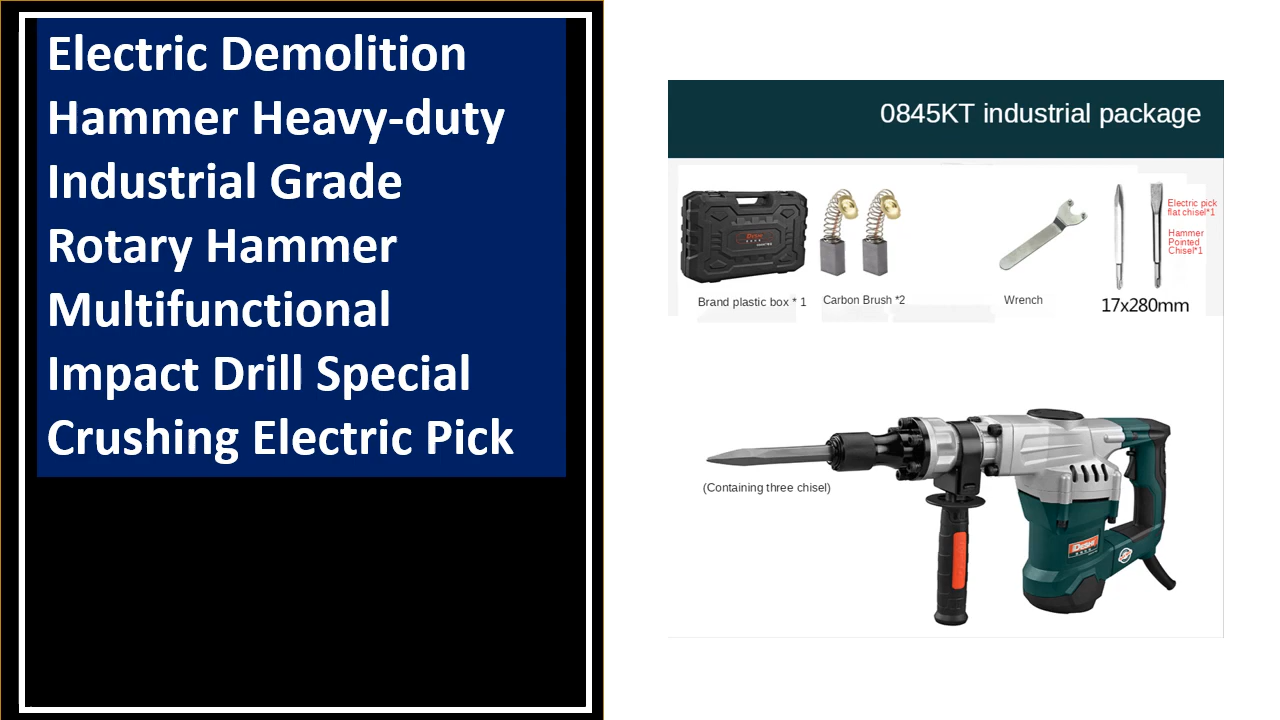 Electric Demolition
Hammer Heavy-duty
Industrial Grade
Rotary Hammer
Multifunctional
Impact Drill Special
Crushing Electric Pick
0845KT industrial package
Electric pick
flat chisel*1
Hammer
Pointed
Chisel*1
Brand plastic box * 1
Carbon Brush *2
Wrench
17x280mm
(Containing three chisel)
DESHI